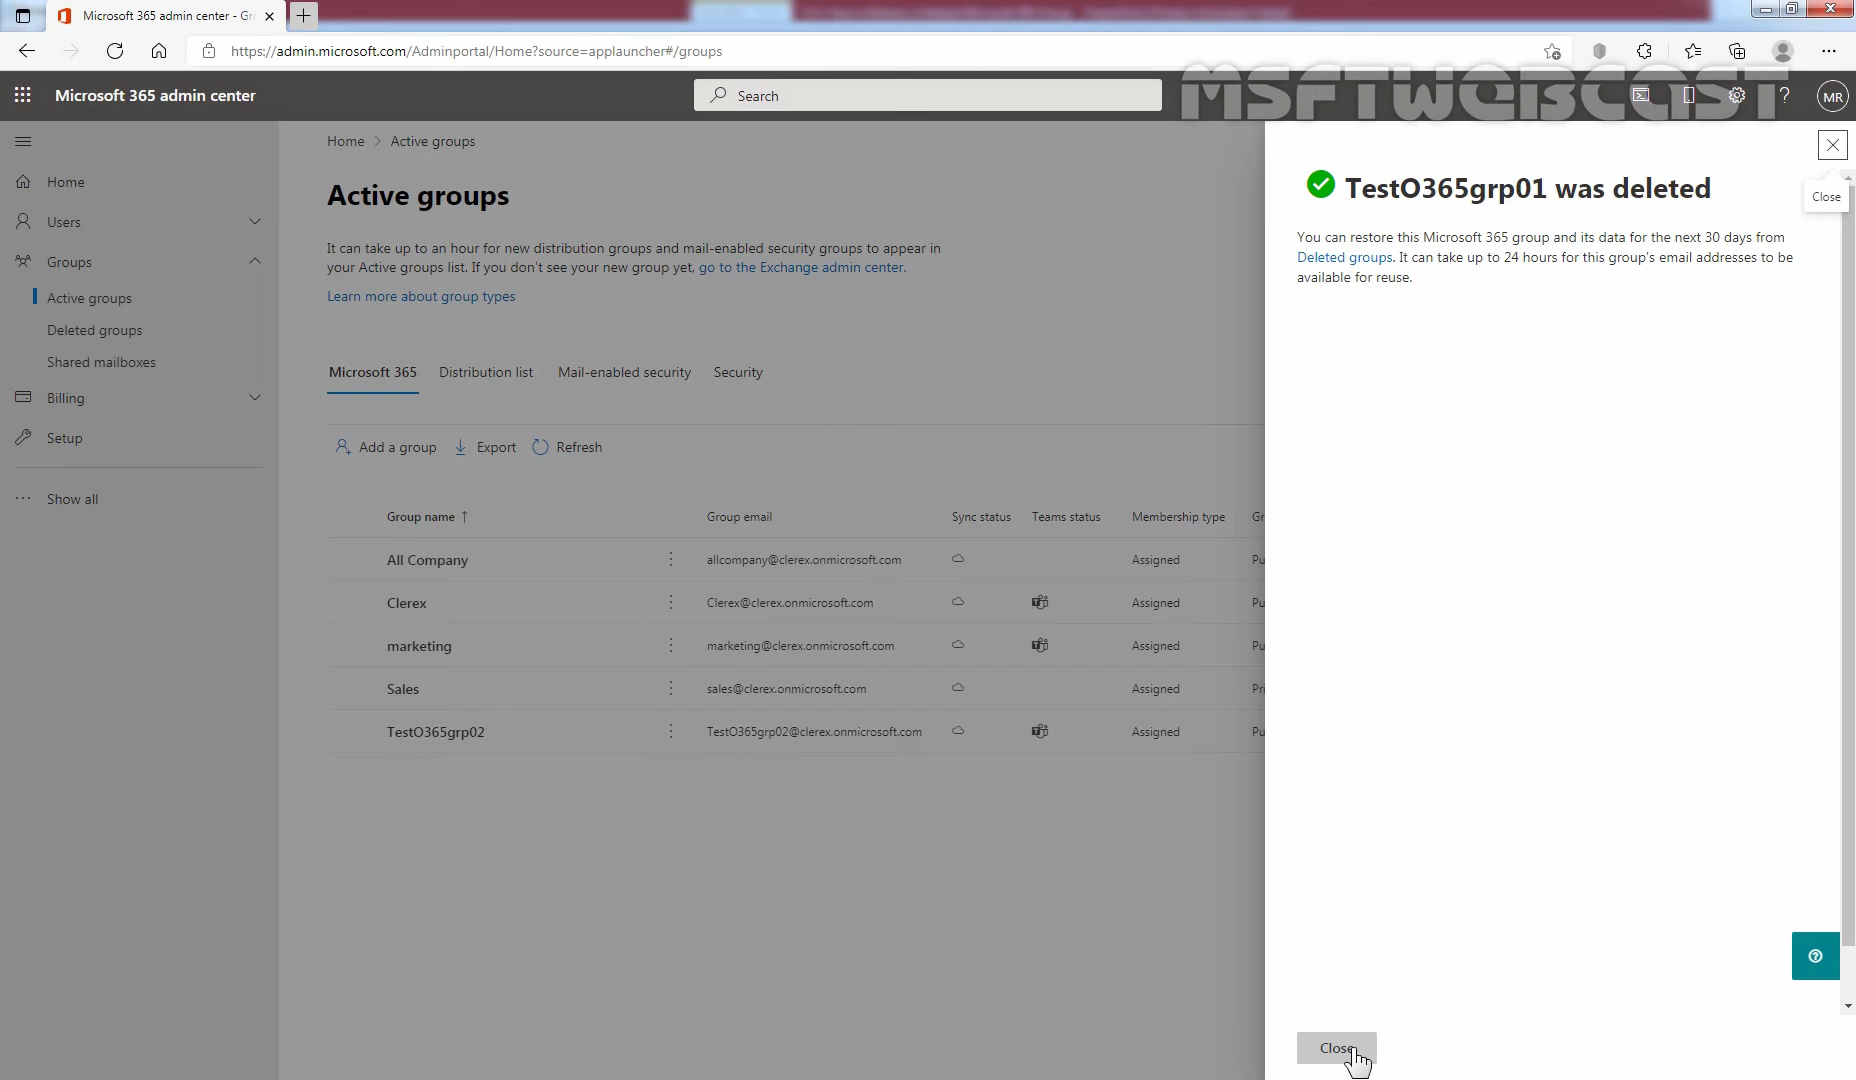 Microsoft 365 admin center - Gr
https://admin.microsoft.com/Adminportal/Home?source=applauncher#/groups
MSFTWEBCAST
Microsoft 365 admin center
Search
MR
Home
Users
Groups
Active groups
Deleted groups
Shared mailboxes
Billing
Setup
Show all
Home > Active groups
Active groups
It can take up to an hour for new distribution groups and mail-enabled security groups to appear in
your Active groups list. If you don't see your new group yet, go to the Exchange admin center.
Learn more about group types
Microsoft 365 Distribution list Mail-enabled security Security
Add a group Export Refresh
Group name ↑ Group email Sync status Teams status Membership type Gr
All Company allcompany@clerex.onmicrosoft.com Assigned Pu
Clerex Clerex@clerex.onmicrosoft.com Assigned Pu
marketing marketing@clerex.onmicrosoft.com Assigned Pu
Sales sales@clerex.onmicrosoft.com Assigned Pri
TestO365grp02 TestO365grp02@clerex.onmicrosoft.com Assigned Pu
TestO365grp01 was deleted
Close
You can restore this Microsoft 365 group and its data for the next 30 days from
Deleted groups. It can take up to 24 hours for this group's email addresses to be
available for reuse.
Close